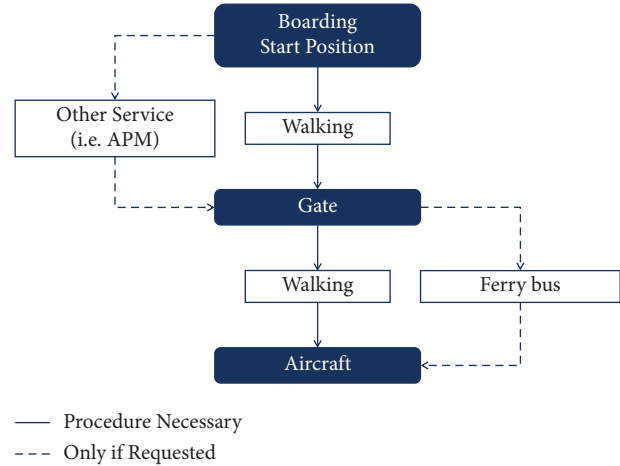 Boarding
Start Position
Other Service
(i.e. APM)
Walking
Gate
Walking
Ferry bus
Aircraft
Procedure Necessary
Only if Requested